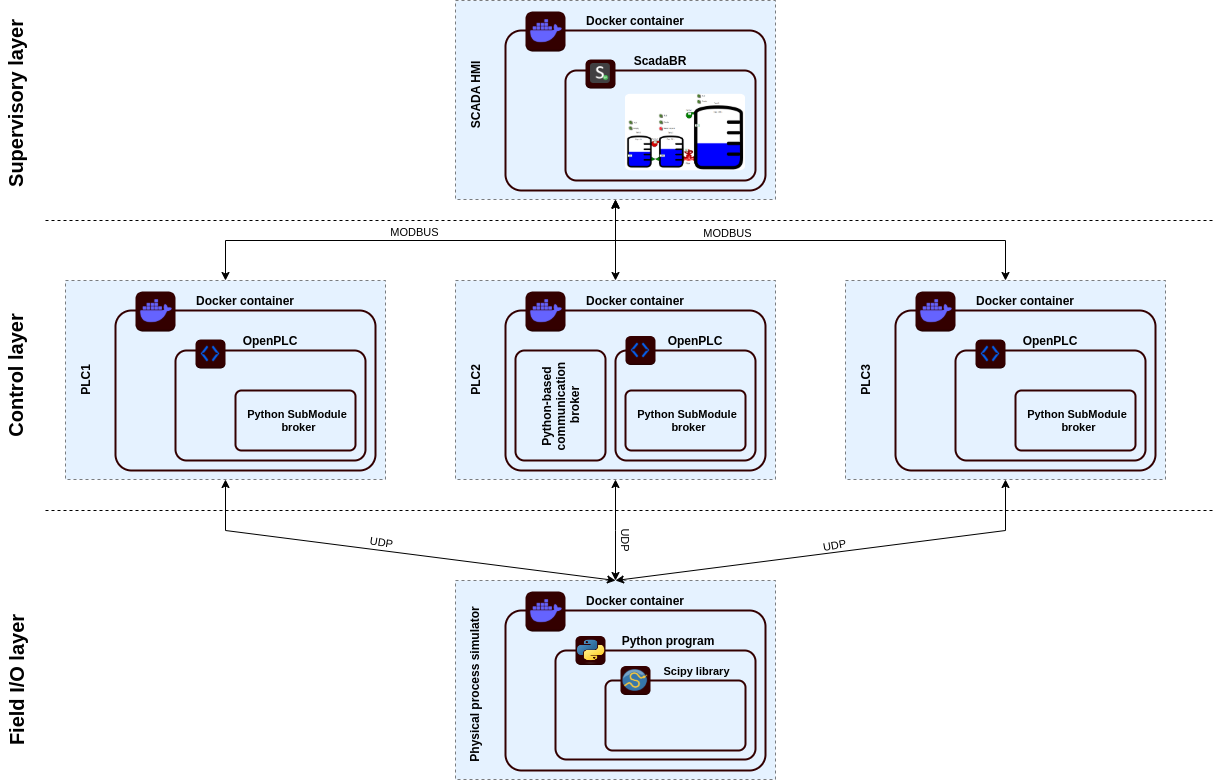 Supervisory layer
SCADA HMI
Docker container
ScadaBR
S
MODBUS
MODBUS
Control layer
PLC1
Docker container
OpenPLC
Python SubModule
broker
PLC2
Docker container
Python-based
communication
broker
OpenPLC
Python SubModule
broker
PLC3
Docker container
OpenPLC
Python SubModule
broker
UDP
UDP
UDP
Field I/O layer
Physical process simulator
Docker container
Python program
Scipy library